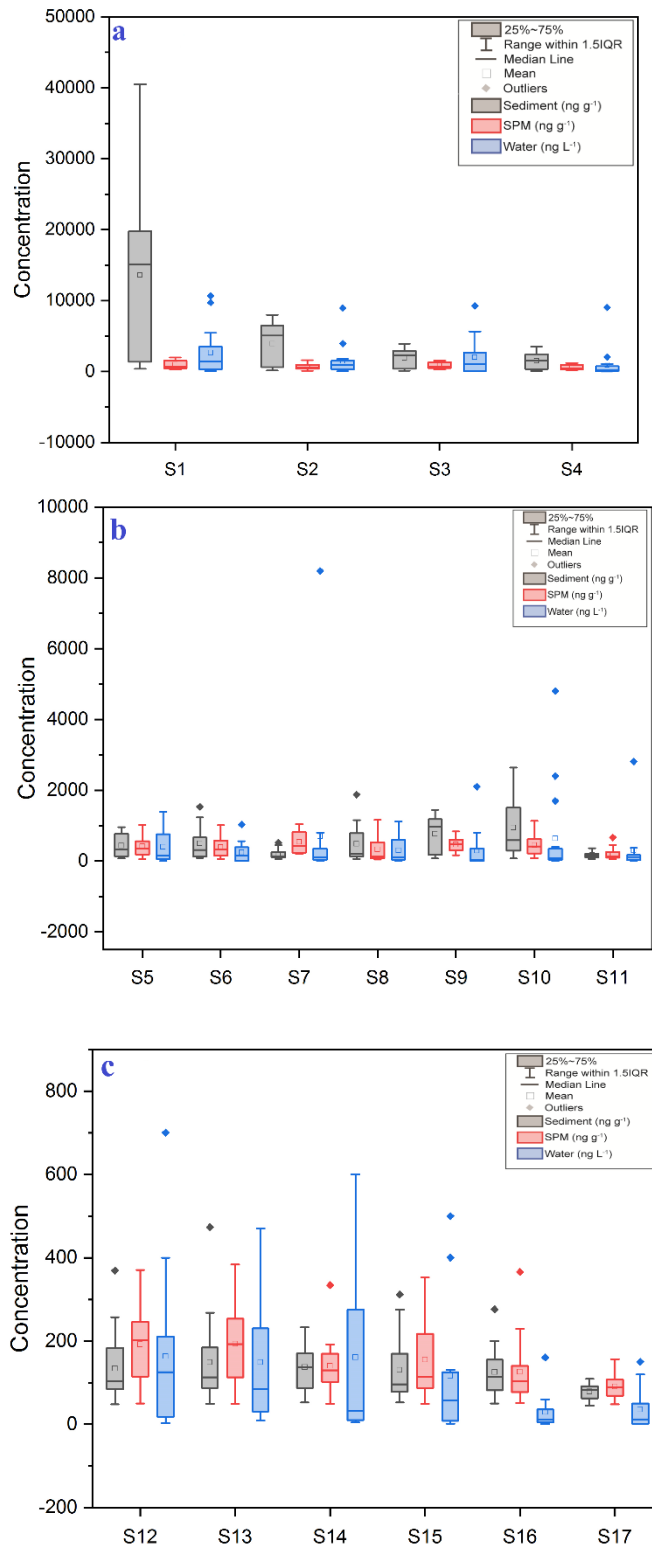 a
50000
40000
30000
20000
10000
0
-10000
Concentration
25%~75%
Range within 1.5IQR
Median Line
Mean
Outliers
Sediment (ng g⁻¹)
SPM (ng g⁻¹)
Water (ng L⁻¹)
S1 S2 S3 S4
b
10000
8000
6000
4000
2000
0
-2000
Concentration
25%~75%
Range within 1.5IQR
Median Line
Mean
Outliers
Sediment (ng g⁻¹)
SPM (ng g⁻¹)
Water (ng L⁻¹)
S5 S6 S7 S8 S9 S10 S11
c
800
600
400
200
0
-200
Concentration
25%~75%
Range within 1.5IQR
Median Line
Mean
Outliers
Sediment (ng g⁻¹)
SPM (ng g⁻¹)
Water (ng L⁻¹)
S12 S13 S14 S15 S16 S17